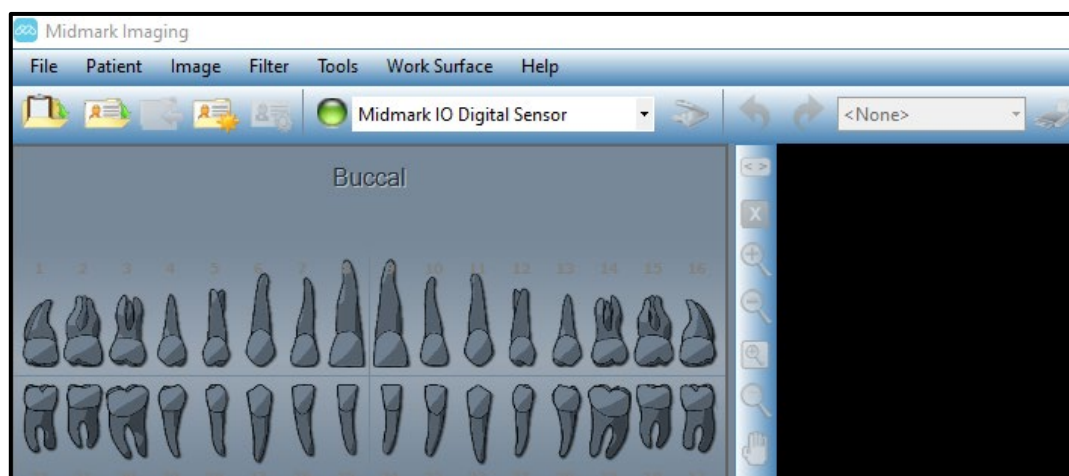 Midmark Imaging
File Patient Image Filter Tools Work Surface Help
Midmark IO Digital Sensor <None>
Buccal
1 2 3 4 5 6 7 8 9 10 11 12 13 14 15 16